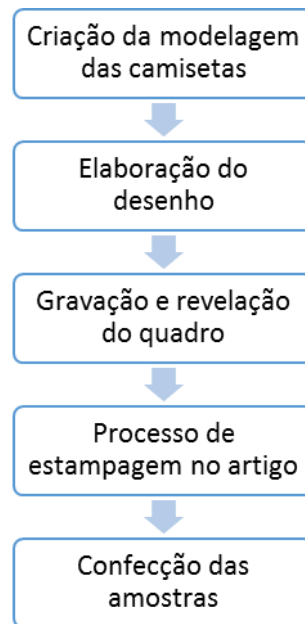 Criação da modelagem
das camisetas
Elaboração do
desenho
Gravação e revelação
do quadro
Processo de
estampagem no artigo
Confecção das
amostras